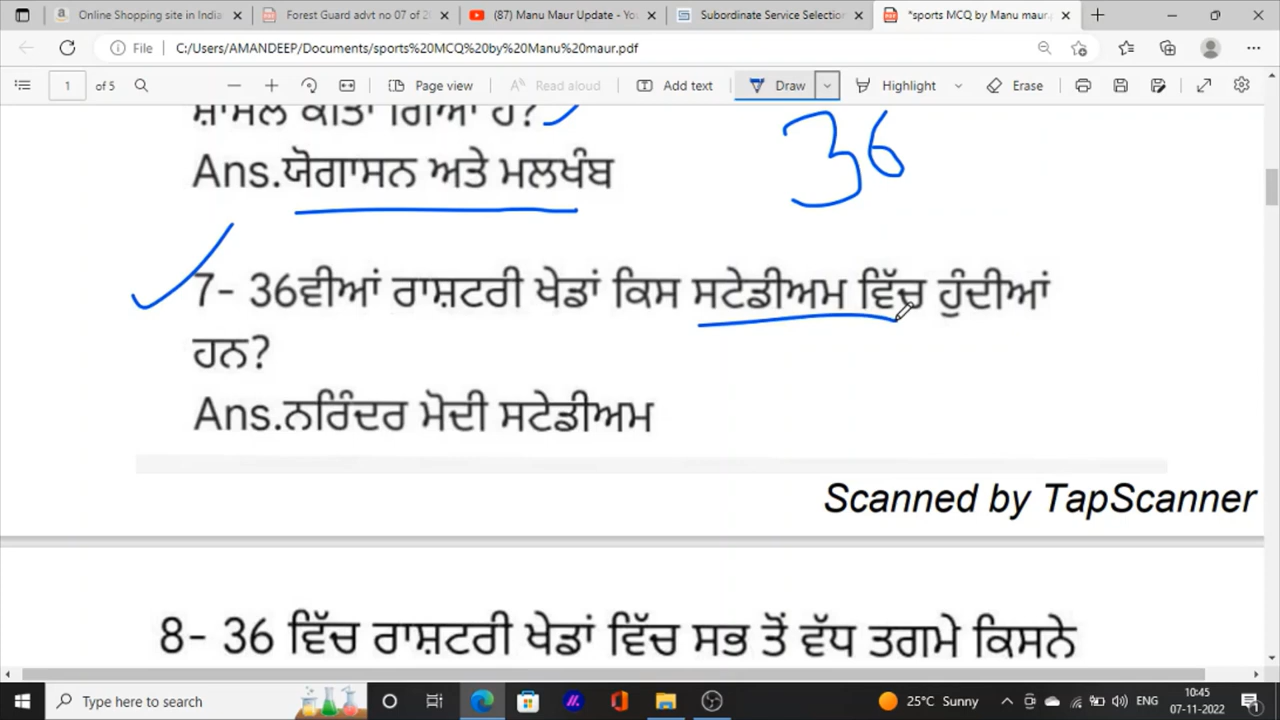 Online Shopping site in India
Forest Guard advt no 07 of 2
(87) Manu Maur Update - Yo
Subordinate Service Selection
*sports MCQ by Manu maur.p
File
C:/Users/AMANDEEP/Documents/sports%20MCQ%20by%20Manu%20maur.pdf
1 of 5
Page view
Read aloud
Add text
Draw
Highlight
Erase
ਸ਼ਾਮਲ ਕੀਤਾ ਗਿਆ ਹੈ?
36
Ans.ਯੋਗਾਸਨ ਅਤੇ ਮਲਖੰਬ
7- 36ਵੀਆਂ ਰਾਸ਼ਟਰੀ ਖੇਡਾਂ ਕਿਸ ਸਟੇਡੀਅਮ ਵਿੱਚ ਹੁੰਦੀਆਂ
ਹਨ?
Ans.ਨਰਿੰਦਰ ਮੋਦੀ ਸਟੇਡੀਅਮ
Scanned by TapScanner
8- 36 ਵਿੱਚ ਰਾਸ਼ਟਰੀ ਖੇਡਾਂ ਵਿੱਚ ਸਭ ਤੋਂ ਵੱਧ ਤਗਮੇ ਕਿਸਨੇ
Type here to search
25°C Sunny
ENG
10:45
07-11-2022
1